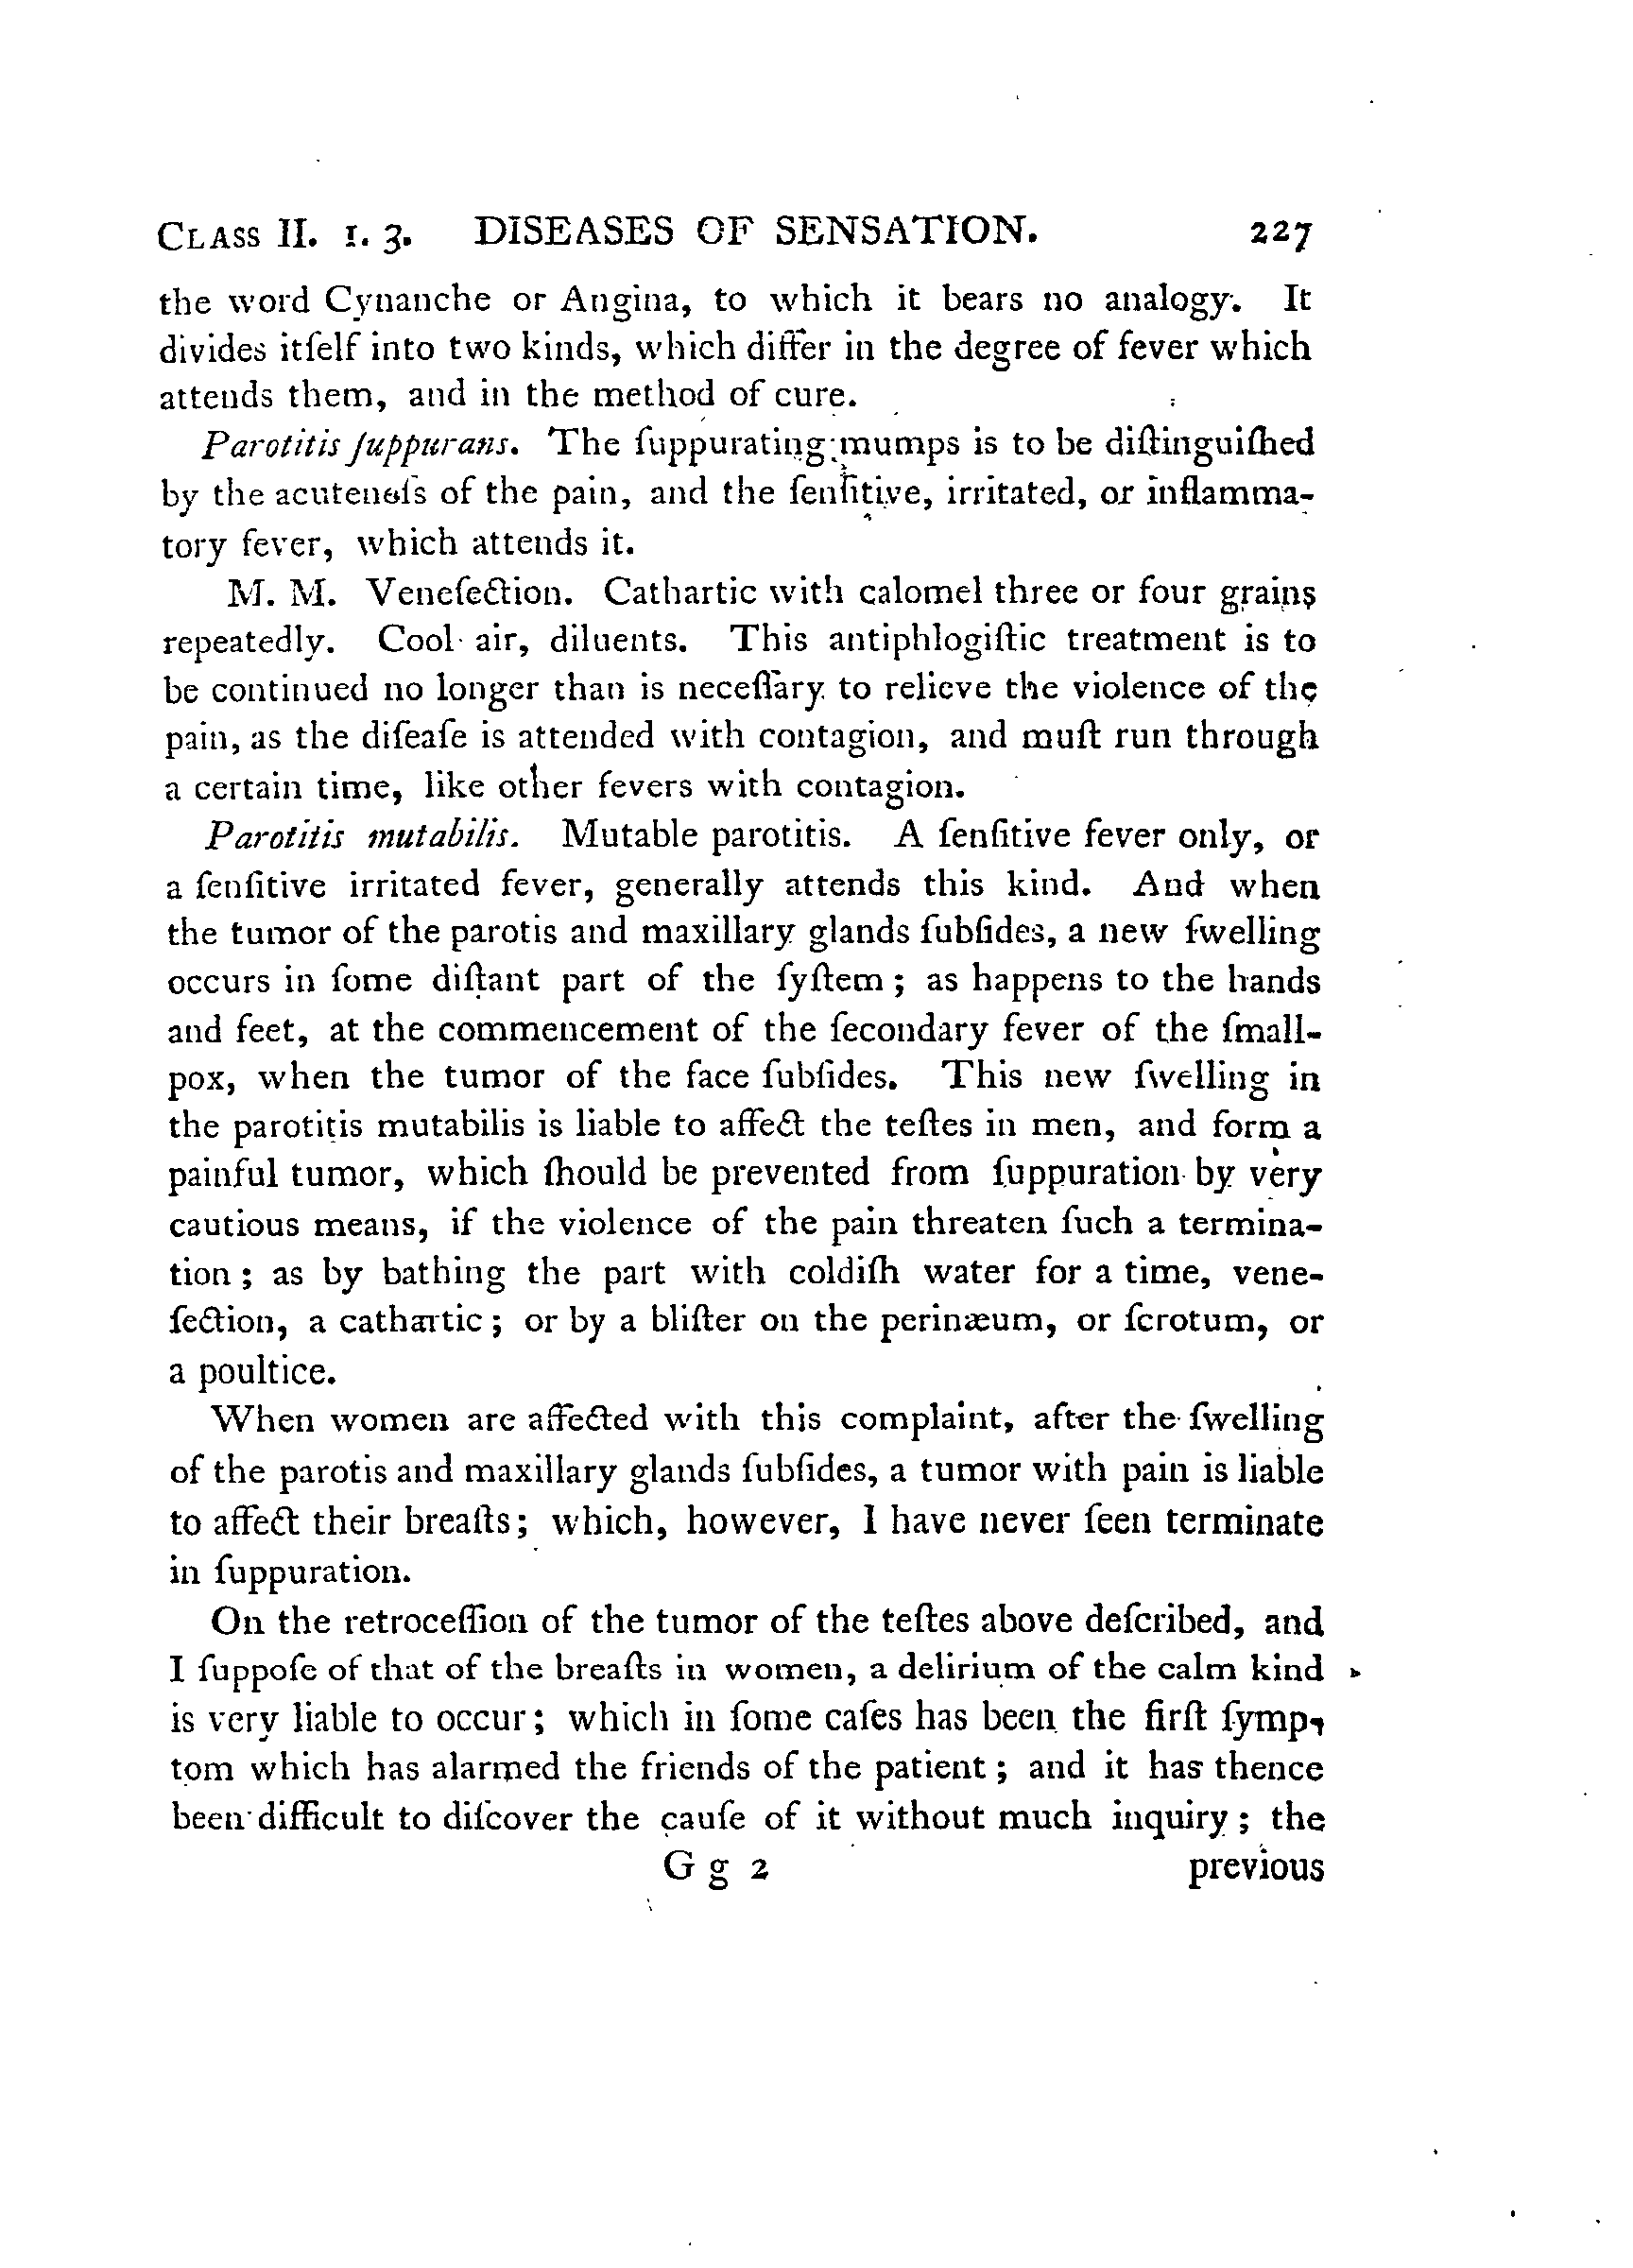 CLASS II. 1. 3. DISEASES OF SENSATION. 227
the word Cynanche or Angina, to which it bears no analogy. It
divides itſelf into two kinds, which differ in the degree of fever which
attends them, and in the method of cure.
Parotitis ſuppurans. The ſuppurating mumps is to be diſtinguiſhed
by the acuteneſs of the pain, and the ſenſitive, irritated, or inflamma-
tory fever, which attends it.
M. M. Veneſection. Cathartic with calomel three or four grains
repeatedly. Cool air, diluents. This antiphlogiſtic treatment is to
be continued no longer than is neceſſary to relieve the violence of the
pain, as the diſeaſe is attended with contagion, and muſt run through
a certain time, like other fevers with contagion.
Parotitis mutabilis. Mutable parotitis. A ſenſitive fever only, or
a ſenſitive irritated fever, generally attends this kind. And when
the tumor of the parotis and maxillary glands ſubſides, a new ſwelling
occurs in ſome diſtant part of the ſyſtem; as happens to the hands
and feet, at the commencement of the ſecondary fever of the ſmall-
pox, when the tumor of the face ſubſides. This new ſwelling in
the parotitis mutabilis is liable to affect the teſtes in men, and form a
painful tumor, which ſhould be prevented from ſuppuration by very
cautious means, if the violence of the pain threaten ſuch a termina-
tion; as by bathing the part with coldiſh water for a time, vene-
ſection, a cathartic; or by a bliſter on the perinæum, or ſcrotum, or
a poultice.
When women are affected with this complaint, after the ſwelling
of the parotis and maxillary glands ſubſides, a tumor with pain is liable
to affect their breaſts; which, however, I have never ſeen terminate
in ſuppuration.
On the retroceſſion of the tumor of the teſtes above deſcribed, and
I ſuppoſe of that of the breaſts in women, a delirium of the calm kind
is very liable to occur; which in ſome caſes has been the firſt ſymp-
tom which has alarmed the friends of the patient; and it has thence
been difficult to diſcover the cauſe of it without much inquiry; the
G g 2 previous